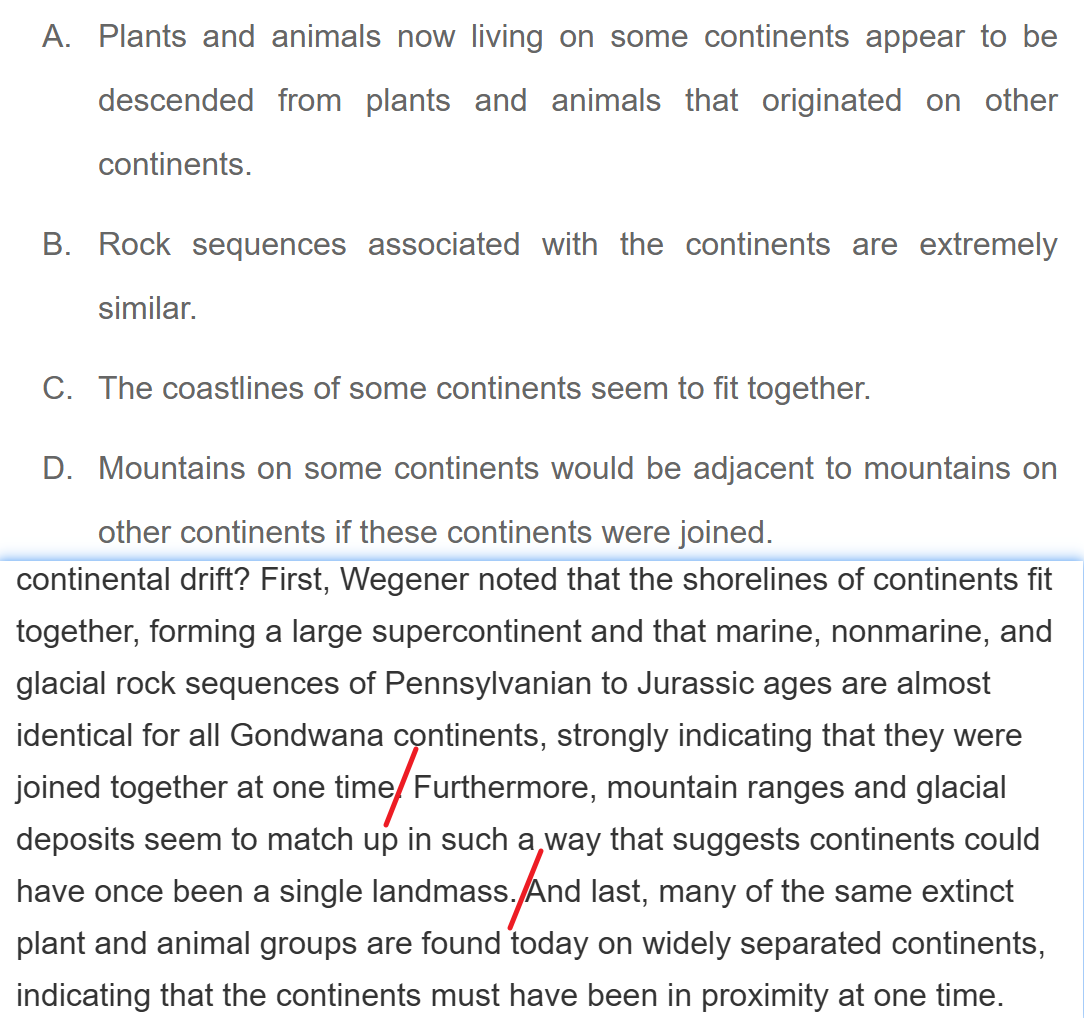 A. Plants and animals now living on some continents appear to be
descended from plants and animals that originated on other
continents.
B. Rock sequences associated with the continents are extremely
similar.
C. The coastlines of some continents seem to fit together.
D. Mountains on some continents would be adjacent to mountains on
other continents if these continents were joined.
continental drift? First, Wegener noted that the shorelines of continents fit
together, forming a large supercontinent and that marine, nonmarine, and
glacial rock sequences of Pennsylvanian to Jurassic ages are almost
identical for all Gondwana continents, strongly indicating that they were
joined together at one time. Furthermore, mountain ranges and glacial
deposits seem to match up in such a way that suggests continents could
have once been a single landmass. And last, many of the same extinct
plant and animal groups are found today on widely separated continents,
indicating that the continents must have been in proximity at one time.